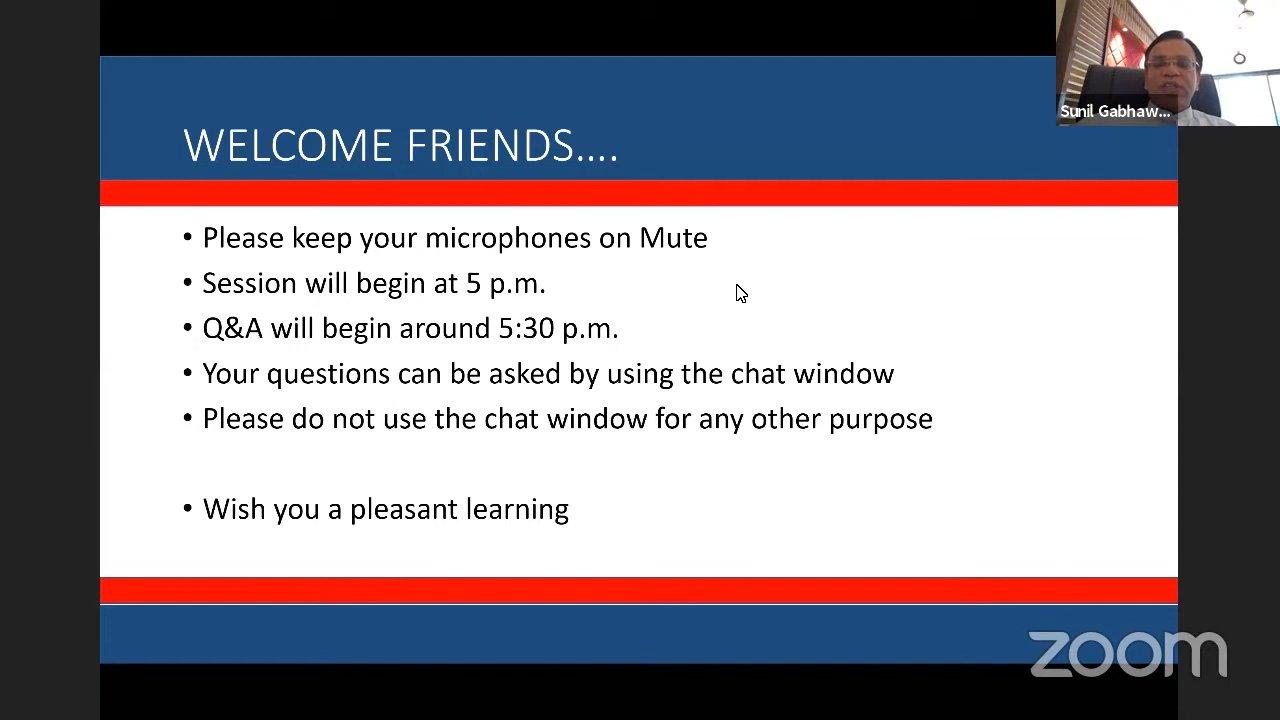 Sunil Gabhaw...
WELCOME FRIENDS....
• Please keep your microphones on Mute
• Session will begin at 5 p.m.
• Q&A will begin around 5:30 p.m.
• Your questions can be asked by using the chat window
• Please do not use the chat window for any other purpose
• Wish you a pleasant learning
zoom